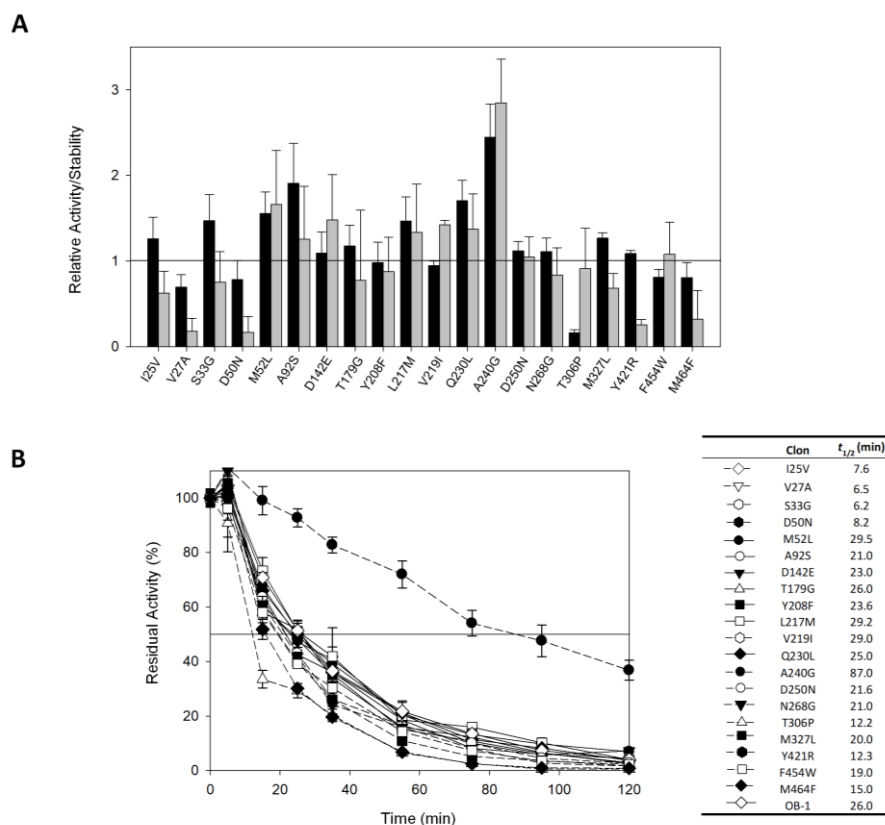 A
Relative Activity/Stability
3
2
1
0
I25V
V27A
S33G
D50N
M52L
A92S
D142E
T179G
Y208F
L217M
V219I
Q230L
A240G
D250N
N268G
T306P
M327L
Y421R
F454W
M464F
B
Residual Activity (%)
100
80
60
40
20
0
0 20 40 60 80 100 120
Time (min)
Clon t1/2 (min)
I25V 7.6
V27A 6.5
S33G 6.2
D50N 8.2
M52L 29.5
A92S 21.0
D142E 23.0
T179G 26.0
Y208F 23.6
L217M 29.2
V219I 29.0
Q230L 25.0
A240G 87.0
D250N 21.6
N268G 21.0
T306P 12.2
M327L 20.0
Y421R 12.3
F454W 19.0
M464F 15.0
OB-1 26.0